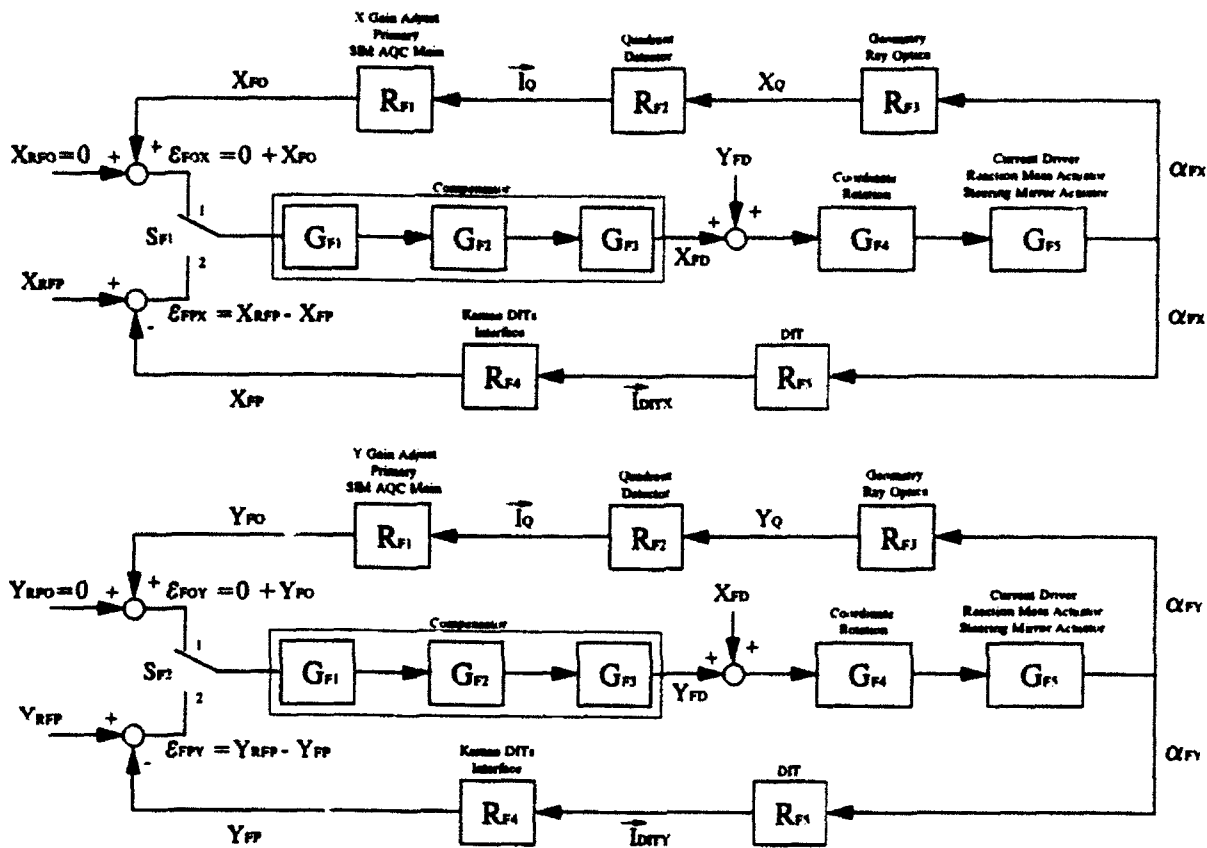 X Gain Adjust
Primary
SIM AQC Main
Quadrant
Detector
Geometry
Ray Optics
XFO
RF1
IQ
RF2
XQ
RF3
XRFO=0
+
+
εFOX = 0 + XFO
αFX
SF1
1
2
Compensator
GF1
GF2
GF3
XFD
YFD
+
+
Coordinate
Rotation
GF4
Current Driver
Reaction Mass Actuator
Steering Mirror Actuator
GF5
XRFP
+
-
εFPX = XRFP - XFP
αFX
Kaman DITs
Interface
RF4
DIT
RF5
XFP
IDITX
Y Gain Adjust
Primary
SIM AQC Main
Quadrant
Detector
Geometry
Ray Optics
YFO
RF1
IQ
RF2
YQ
RF3
YRFO=0
+
+
εFOY = 0 + YFO
αFY
SF2
1
2
Compensator
GF1
GF2
GF3
YFD
XFD
+
+
Coordinate
Rotation
GF4
Current Driver
Reaction Mass Actuator
Steering Mirror Actuator
GF5
YRFP
+
-
εFPY = YRFP - YFP
αFY
Kaman DITs
Interface
RF4
DIT
RF5
YFP
IDITY